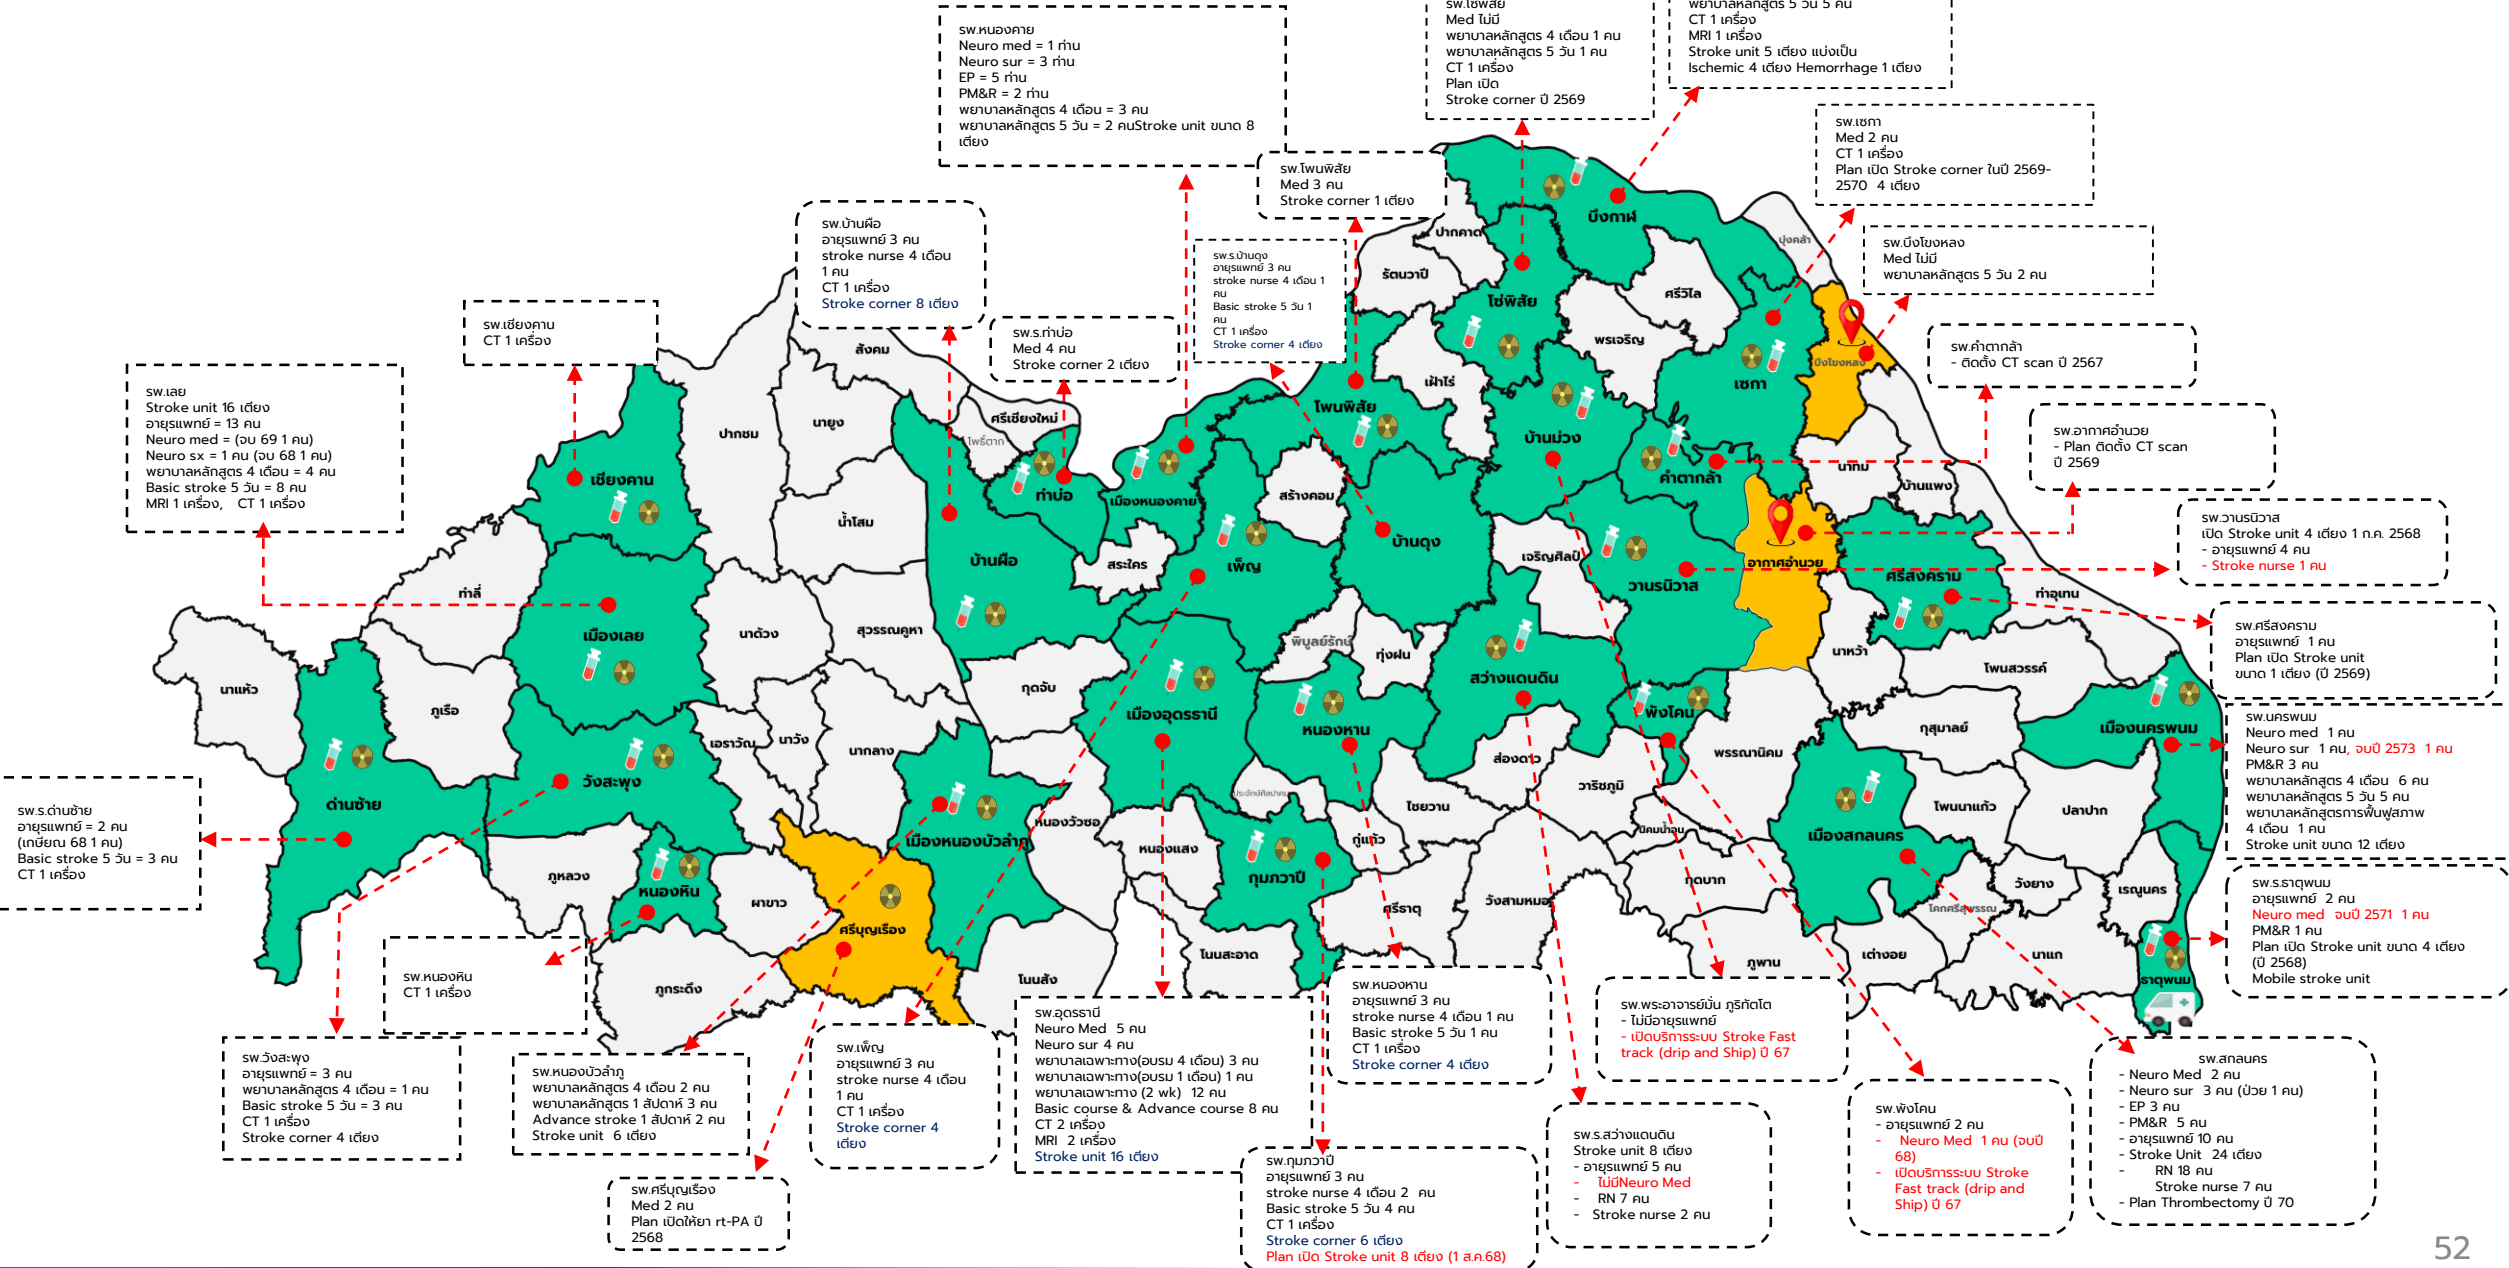 รพ.หนองคาย
Neuro med = 1 ท่าน
Neuro sur = 3 ท่าน
EP = 5 ท่าน
PM&R = 2 ท่าน
พยาบาลหลักสูตร 4 เดือน = 3 คน
พยาบาลหลักสูตร 5 วัน = 2 คนStroke unit ขนาด 8
เตียง
รพ.โซ่พิสัย
Med ไม่มี
พยาบาลหลักสูตร 4 เดือน 1 คน
พยาบาลหลักสูตร 5 วัน 1 คน
CT 1 เครื่อง
Plan เปิด
Stroke corner ปี 2569
พยาบาลหลักสูตร 5 วัน 5 คน
CT 1 เครื่อง
MRI 1 เครื่อง
Stroke unit 5 เตียง แบ่งเป็น
Ischemic 4 เตียง Hemorrhage 1 เตียง
รพ.เซกา
Med 2 คน
CT 1 เครื่อง
Plan เปิด Stroke corner ในปี 2569-
2570 4 เตียง
รพ.โพนพิสัย
Med 3 คน
Stroke corner 1 เตียง
รพ.บ้านผือ
อายุรแพทย์ 3 คน
stroke nurse 4 เดือน
1 คน
CT 1 เครื่อง
Stroke corner 8 เตียง
รพ.ร.บ้านดุง
อายุรแพทย์ 3 คน
stroke nurse 4 เดือน 1
คน
Basic stroke 5 วัน 1
คน
CT 1 เครื่อง
Stroke corner 4 เตียง
รพ.บึงโขงหลง
Med ไม่มี
พยาบาลหลักสูตร 5 วัน 2 คน
รพ.เชียงคาน
CT 1 เครื่อง
รพ.ร.ท่าบ่อ
Med 4 คน
Stroke corner 2 เตียง
รพ.คำตากล้า
- ติดตั้ง CT scan ปี 2567
รพ.เลย
Stroke unit 16 เตียง
อายุรแพทย์ = 13 คน
Neuro med = (จบ 69 1 คน)
Neuro sx = 1 คน (จบ 68 1 คน)
พยาบาลหลักสูตร 4 เดือน = 4 คน
Basic stroke 5 วัน = 8 คน
MRI 1 เครื่อง, CT 1 เครื่อง
รพ.อากาศอำนวย
- Plan ติดตั้ง CT scan
ปี 2569
รพ.วานรนิวาส
เปิด Stroke unit 4 เตียง 1 ก.ค. 2568
- อายุรแพทย์ 4 คน
- Stroke nurse 1 คน
รพ.ศรีสงคราม
อายุรแพทย์ 1 คน
Plan เปิด Stroke unit
ขนาด 1 เตียง (ปี 2569)
รพ.นครพนม
Neuro med 1 คน
Neuro sur 1 คน, จบปี 2573 1 คน
PM&R 3 คน
พยาบาลหลักสูตร 4 เดือน 6 คน
พยาบาลหลักสูตร 5 วัน 5 คน
พยาบาลหลักสูตรการฟื้นฟูสภาพ
4 เดือน 1 คน
Stroke unit ขนาด 12 เตียง
รพ.ร.ธาตุพนม
อายุรแพทย์ 2 คน
Neuro med จบปี 2571 1 คน
PM&R 1 คน
Plan เปิด Stroke unit ขนาด 4 เตียง
(ปี 2568)
Mobile stroke unit
บึงกาฬ
ปากคาด
บุ่งคล้า
รัตนวาปี
โซ่พิสัย
ศรีวิไล
พรเจริญ
เซกา
บึงโขงหลง
สังคม
เฝ้าไร่
โพนพิสัย
ศรีเชียงใหม่
โพธิ์ตาก
ปากชม
นายูง
บ้านม่วง
คำตากล้า
นาทม
บ้านแพง
เชียงคาน
ท่าบ่อ
เมืองหนองคาย
สร้างคอม
น้ำโสม
บ้านผือ
สระใคร
เพ็ญ
บ้านดุง
เจริญศิลป์
วานรนิวาส
อากาศอำนวย
ศรีสงคราม
ท่าอุเทน
ท่าลี่
เมืองเลย
นาด้วง
สุวรรณคูหา
พิบูลย์รักษ์
ทุ่งฝน
นาหว้า
โพนสวรรค์
นาแห้ว
ภูเรือ
กุดจับ
เมืองอุดรธานี
สว่างแดนดิน
หนองหาน
พังโคน
กุสุมาลย์
เมืองนครพนม
เอราวัณ
นาวัง
นากลาง
ส่องดาว
พรรณานิคม
วาริชภูมิ
วังสะพุง
ด่านซ้าย
ประจักษ์ศิลปาคม
ไชยวาน
โพนนาแก้ว
ปลาปาก
หนองวัวซอ
เมืองหนองบัวลำภู
หนองแสง
กู่แก้ว
นิคมน้ำอูน
เมืองสกลนคร
ภูหลวง
หนองหิน
ผาขาว
กุมภวาปี
กุดบาก
วังยาง
เรณูนคร
ศรีบุญเรือง
ศรีธาตุ
วังสามหมอ
โคกศรีสุพรรณ
ภูกระดึง
โนนสัง
โนนสะอาด
ภูพาน
เต่างอย
นาแก
ธาตุพนม
รพ.ร.ด่านซ้าย
อายุรแพทย์ = 2 คน
(เกษียณ 68 1 คน)
Basic stroke 5 วัน = 3 คน
CT 1 เครื่อง
รพ.หนองหิน
CT 1 เครื่อง
รพ.วังสะพุง
อายุรแพทย์ = 3 คน
พยาบาลหลักสูตร 4 เดือน = 1 คน
Basic stroke 5 วัน = 3 คน
CT 1 เครื่อง
Stroke corner 4 เตียง
รพ.หนองบัวลำภู
พยาบาลหลักสูตร 4 เดือน 2 คน
พยาบาลหลักสูตร 1 สัปดาห์ 3 คน
Advance stroke 1 สัปดาห์ 2 คน
Stroke unit 6 เตียง
รพ.ศรีบุญเรือง
Med 2 คน
Plan เปิดให้ยา rt-PA ปี
2568
รพ.เพ็ญ
อายุรแพทย์ 3 คน
stroke nurse 4 เดือน
1 คน
CT 1 เครื่อง
Stroke corner 4
เตียง
รพ.อุดรธานี
Neuro Med 5 คน
Neuro sur 4 คน
พยาบาลเฉพาะทาง(อบรม 4 เดือน) 3 คน
พยาบาลเฉพาะทาง(อบรม 1 เดือน) 1 คน
พยาบาลเฉพาะทาง (2 wk) 12 คน
Basic course & Advance course 8 คน
CT 2 เครื่อง
MRI 2 เครื่อง
Stroke unit 16 เตียง
รพ.หนองหาน
อายุรแพทย์ 3 คน
stroke nurse 4 เดือน 1 คน
Basic stroke 5 วัน 1 คน
CT 1 เครื่อง
Stroke corner 4 เตียง
รพ.กุมภวาปี
อายุรแพทย์ 3 คน
stroke nurse 4 เดือน 2 คน
Basic stroke 5 วัน 4 คน
CT 1 เครื่อง
Stroke corner 6 เตียง
Plan เปิด Stroke unit 8 เตียง (1 ส.ค.68)
รพ.พระอาจารย์มั่น ภูริทัตโต
- ไม่มีอายุรแพทย์
- เปิดบริการระบบ Stroke Fast
track (drip and Ship) ปี 67
รพ.ร.สว่างแดนดิน
Stroke unit 8 เตียง
- อายุรแพทย์ 5 คน
- ไม่มีNeuro Med
- RN 7 คน
- Stroke nurse 2 คน
รพ.พังโคน
- อายุรแพทย์ 2 คน
- Neuro Med 1 คน (จบปี
68)
- เปิดบริการระบบ Stroke
Fast track (drip and
Ship) ปี 67
รพ.สกลนคร
- Neuro Med 2 คน
- Neuro sur 3 คน (ป่วย 1 คน)
- EP 3 คน
- PM&R 5 คน
- อายุรแพทย์ 10 คน
- Stroke Unit 24 เตียง
- RN 18 คน
Stroke nurse 7 คน
- Plan Thrombectomy ปี 70
52